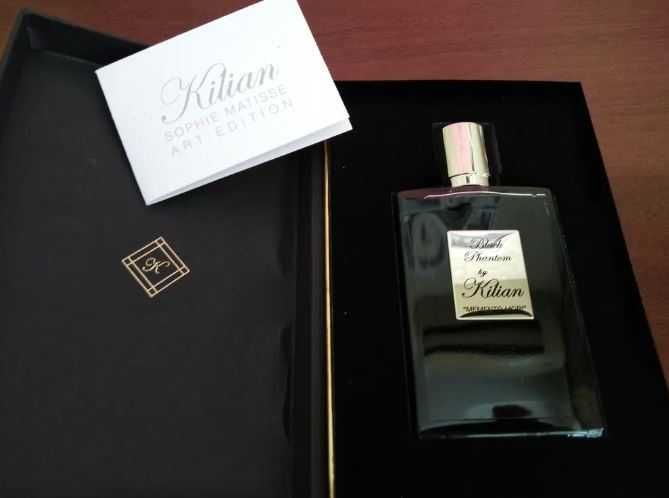 Kilian
SOPHIE MATISSE
ART EDITION
K
Black
Phantom
by
Kilian
"MEMENTO MORI"